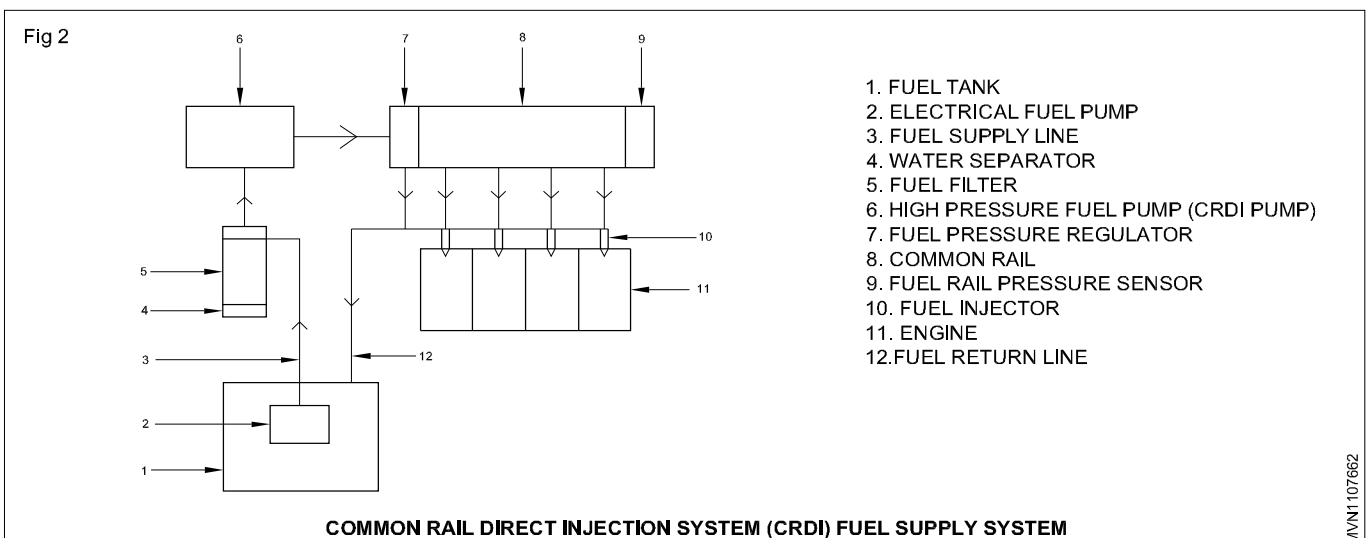 Fig 2
6
7
8
9
5
4
3
2
1
10
11
12
1. FUEL TANK
2. ELECTRICAL FUEL PUMP
3. FUEL SUPPLY LINE
4. WATER SEPARATOR
5. FUEL FILTER
6. HIGH PRESSURE FUEL PUMP (CRDI PUMP)
7. FUEL PRESSURE REGULATOR
8. COMMON RAIL
9. FUEL RAIL PRESSURE SENSOR
10. FUEL INJECTOR
11. ENGINE
12.FUEL RETURN LINE
COMMON RAIL DIRECT INJECTION SYSTEM (CRDI) FUEL SUPPLY SYSTEM
MVN1107662